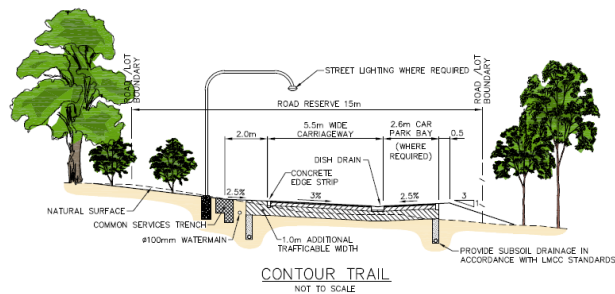 STREET LIGHTING WHERE REQUIRED
ROAD/LOT
BOUNDARY
ROAD/LOT
BOUNDARY
ROAD RESERVE 15m
2.0m
5.5m WIDE
CARRIAGEWAY
2.6m CAR
PARK BAY
(WHERE
REQUIRED)
0.5
DISH DRAIN
CONCRETE
EDGE STRIP
2.5%
3%
2.5%
3
1
NATURAL SURFACE
COMMON SERVICES TRENCH
ø100mm WATERMAIN
1.0m ADDITIONAL
TRAFFICABLE WIDTH
PROVIDE SUBSOIL DRAINAGE IN
ACCORDANCE WITH LMCC STANDARDS
CONTOUR TRAIL
NOT TO SCALE